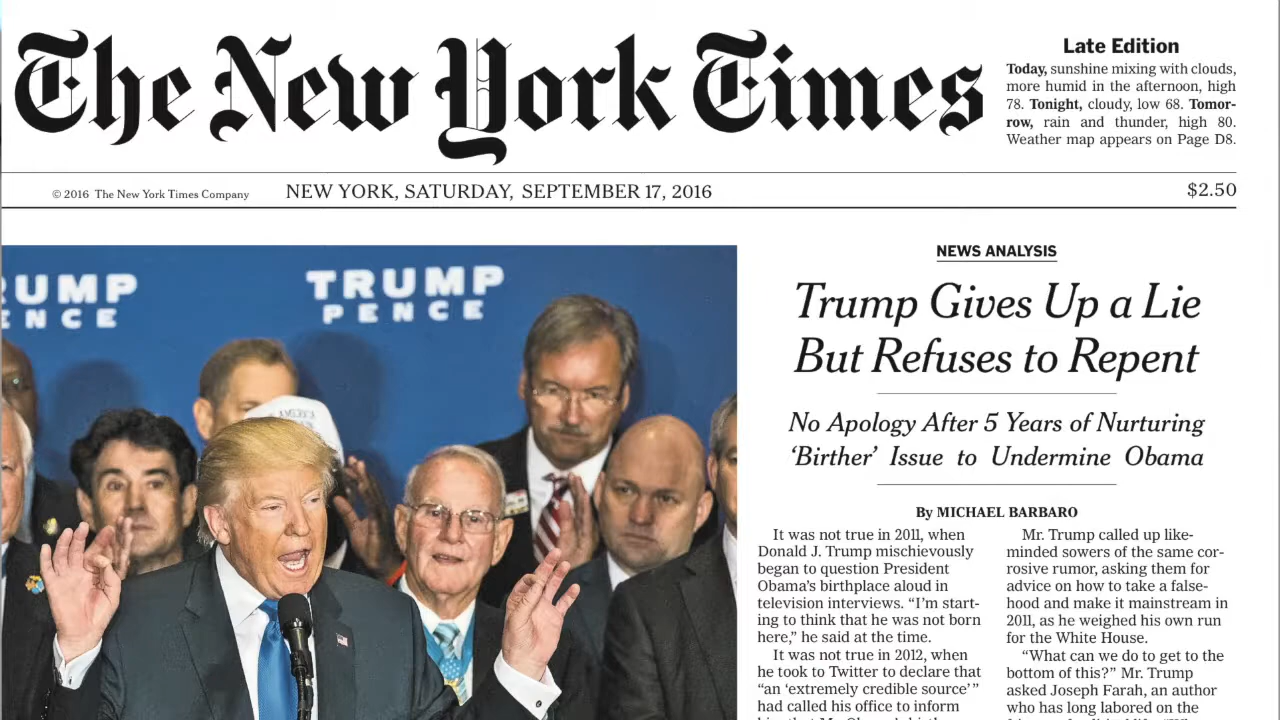 The New York Times
Late Edition
Today, sunshine mixing with clouds,
more humid in the afternoon, high
78. Tonight, cloudy, low 68. Tomor-
row, rain and thunder, high 80.
Weather map appears on Page D8.
© 2016 The New York Times Company
NEW YORK, SATURDAY, SEPTEMBER 17, 2016
$2.50
TRUMP
PENCE
NEWS ANALYSIS
Trump Gives Up a Lie
But Refuses to Repent
No Apology After 5 Years of Nurturing
‘Birther’ Issue to Undermine Obama
By MICHAEL BARBARO
It was not true in 2011, when
Donald J. Trump mischievously
began to question President
Obama’s birthplace aloud in
television interviews. “I’m start-
ing to think that he was not born
here,” he said at the time.
It was not true in 2012, when
he took to Twitter to declare that
“an ‘extremely credible source’”
had called his office to inform
Mr. Trump called up like-
minded sowers of the same cor-
rosive rumor, asking them for
advice on how to take a false-
hood and make it mainstream in
2011, as he weighed his own run
for the White House.
“What can we do to get to the
bottom of this?” Mr. Trump
asked Joseph Farah, an author
who has long labored on the